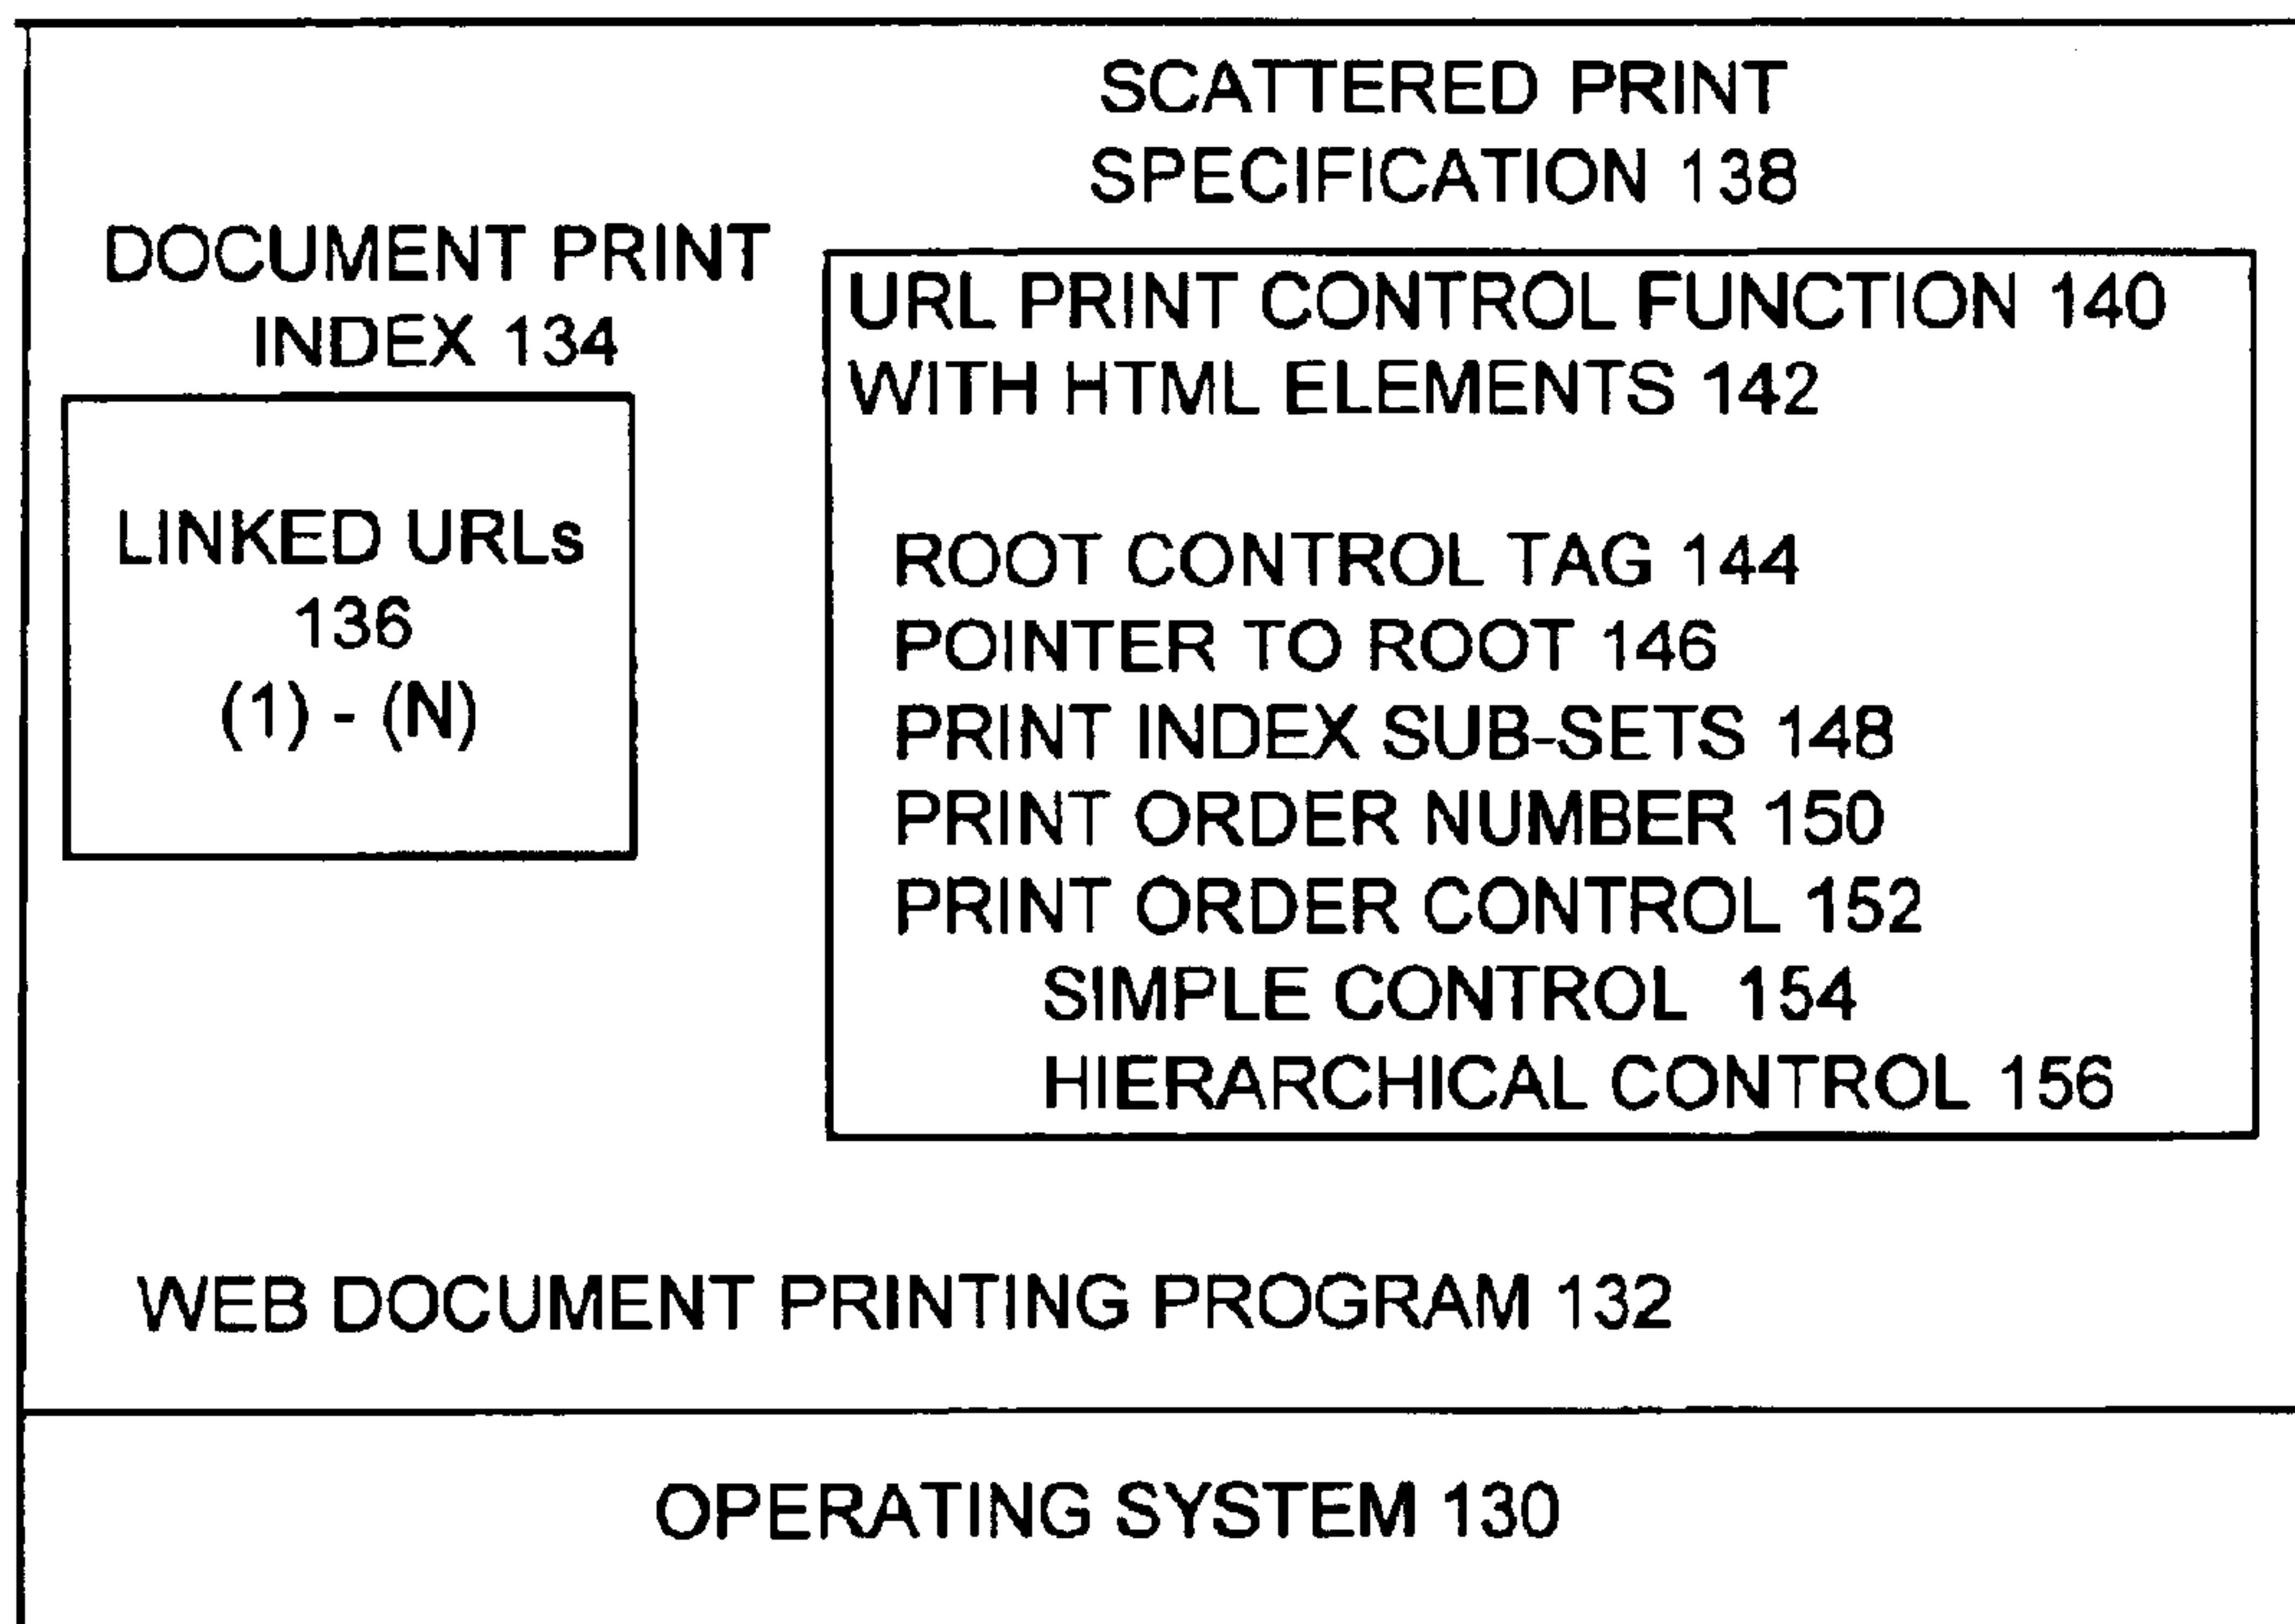 SCATTERED PRINT
SPECIFICATION 138
DOCUMENT PRINT
INDEX 134
LINKED URLs
136
(1) - (N)
URL PRINT CONTROL FUNCTION 140
WITH HTML ELEMENTS 142
ROOT CONTROL TAG 144
POINTER TO ROOT 146
PRINT INDEX SUB-SETS 148
PRINT ORDER NUMBER 150
PRINT ORDER CONTROL 152
SIMPLE CONTROL 154
HIERARCHICAL CONTROL 156
WEB DOCUMENT PRINTING PROGRAM 132
OPERATING SYSTEM 130